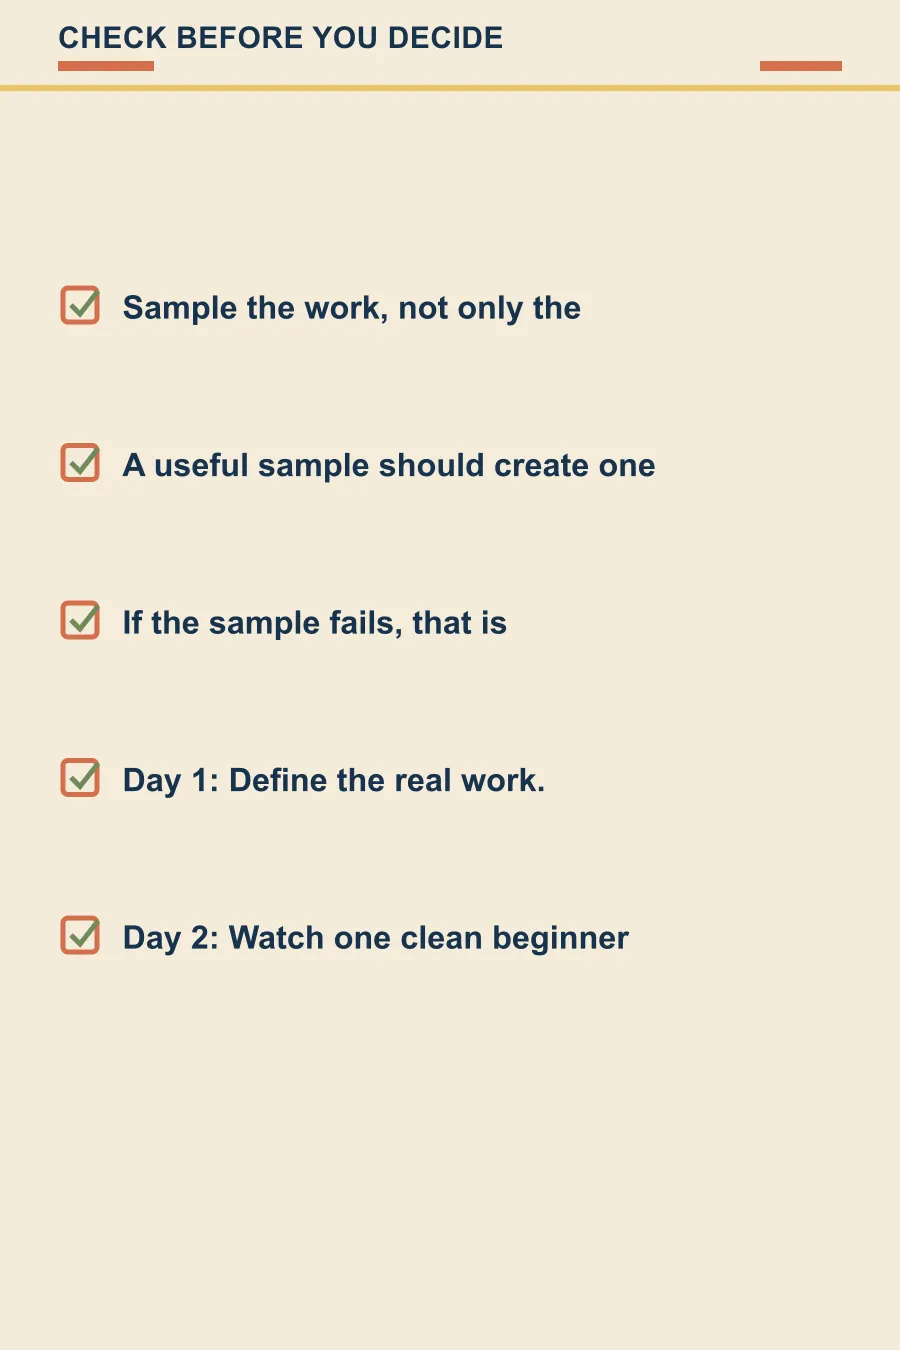 CHECK BEFORE YOU DECIDE
Sample the work, not only the
A useful sample should create one
If the sample fails, that is
Day 1: Define the real work.
Day 2: Watch one clean beginner